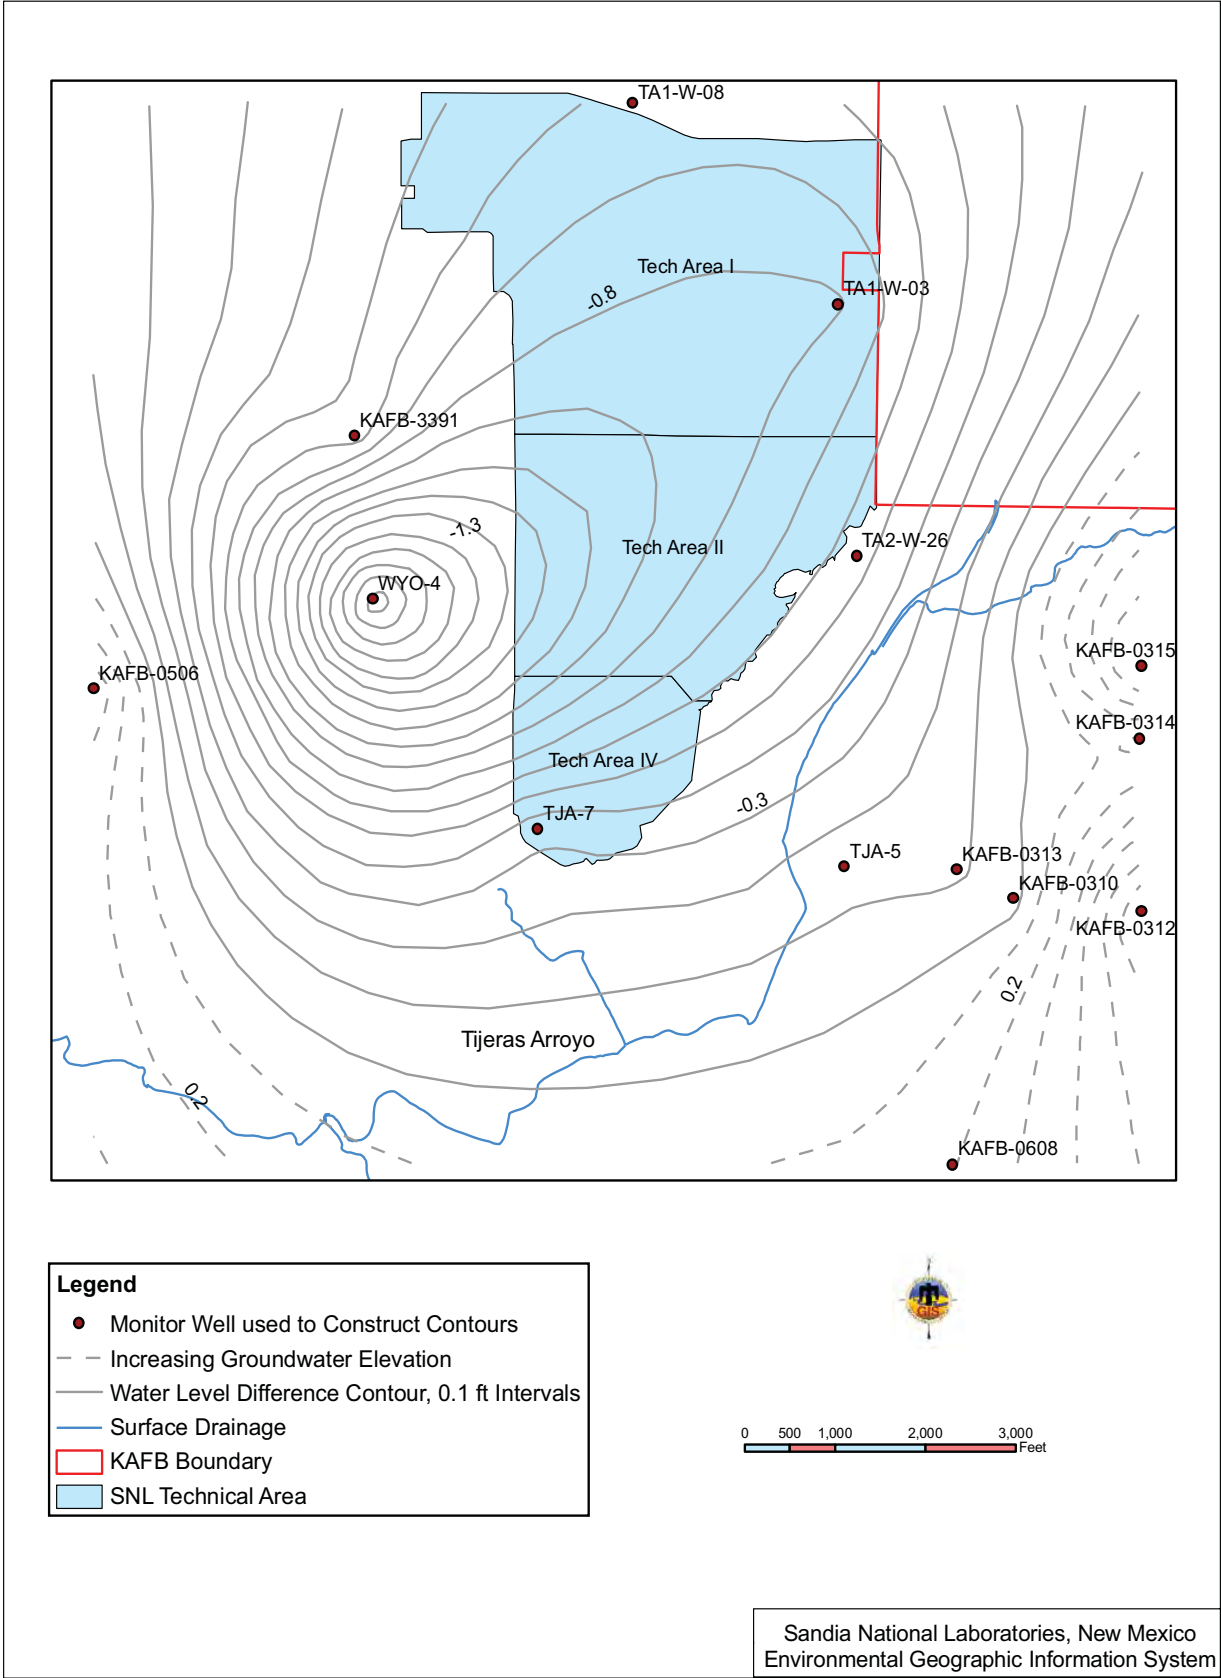 TA1-W-08
Tech Area I
-0.8
TA1-W-03
KAFB-3391
-1.3
Tech Area II
TA2-W-26
WYO-4
KAFB-0315
KAFB-0506
KAFB-0314
Tech Area IV
-0.3
TJA-7
TJA-5
KAFB-0313
KAFB-0310
KAFB-0312
0.2
Tijeras Arroyo
0.2
KAFB-0608
Legend
Monitor Well used to Construct Contours
Increasing Groundwater Elevation
Water Level Difference Contour, 0.1 ft Intervals
Surface Drainage
KAFB Boundary
SNL Technical Area
GIS
0 500 1,000 2,000 3,000
Feet
Sandia National Laboratories, New Mexico
Environmental Geographic Information System